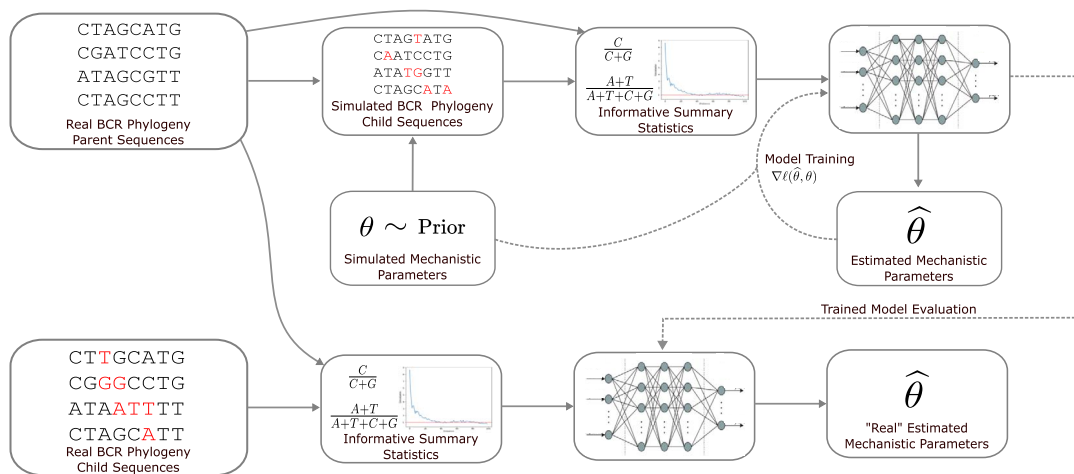 CTAGCATG
CGATCCTG
ATAGCGTT
CTAGCCTT
Real BCR Phylogeny
Parent Sequences
CTAGTATG
CAATCCTG
ATATGGTT
CTAGCATA
Simulated BCR Phylogeny
Child Sequences
C
C+G
A+T
A+T+C+G
Informative Summary
Statistics
Model Training
∇ℓ(θ̂, θ)
θ ∼ Prior
Simulated Mechanistic
Parameters
θ̂
Estimated Mechanistic
Parameters
Trained Model Evaluation
CTTGCATG
CGGGCCTG
ATAATTTT
CTAGCATT
Real BCR Phylogeny
Child Sequences
C
C+G
A+T
A+T+C+G
Informative Summary
Statistics
θ̂
"Real" Estimated
Mechanistic Parameters